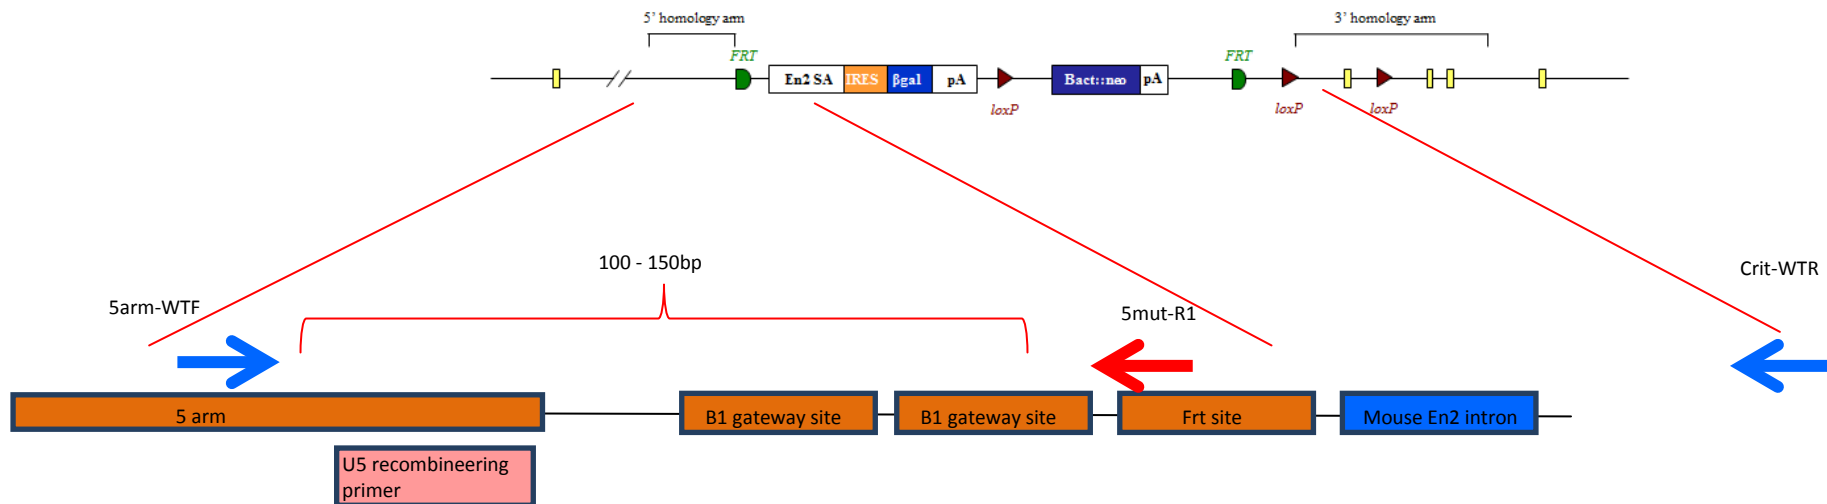 5' homology arm
3' homology arm
FRT
FRT
En2 SA IRES βgal pA
Bact::neo pA
loxP
loxP
loxP
100 - 150bp
Crit-WTR
5arm-WTF
5mut-R1
5 arm
B1 gateway site
B1 gateway site
Frt site
Mouse En2 intron
U5 recombineering
primer